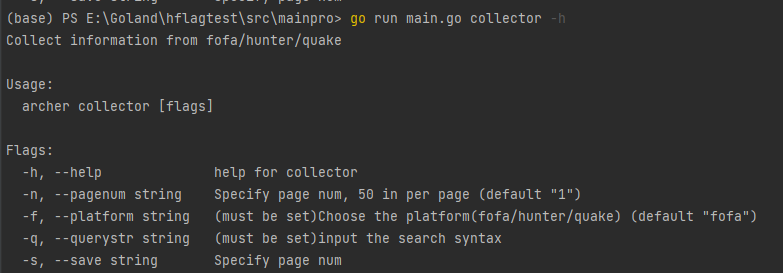 (base) PS E:\Goland\hflagtest\src\mainpro> go run main.go collector -h
Collect information from fofa/hunter/quake
Usage:
archer collector [flags]
Flags:
-h, --help help for collector
-n, --pagenum string Specify page num, 50 in per page (default "1")
-f, --platform string (must be set)Choose the platform(fofa/hunter/quake) (default "fofa")
-q, --querystr string (must be set)input the search syntax
-s, --save string Specify page num